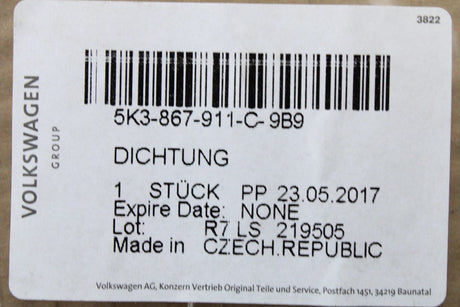 3822
VOLKSWAGEN
GROUP
5K3-867-911-C-9B9
DICHTUNG
1 STÜCK PP 23.05.2017
Expire Date: NONE
Lot: R7 LS 219505
Made in CZECH.REPUBLIC
Volkswagen AG, Konzern Vertrieb Original Teile und Service, Postfach 1451, 34219 Baunatal